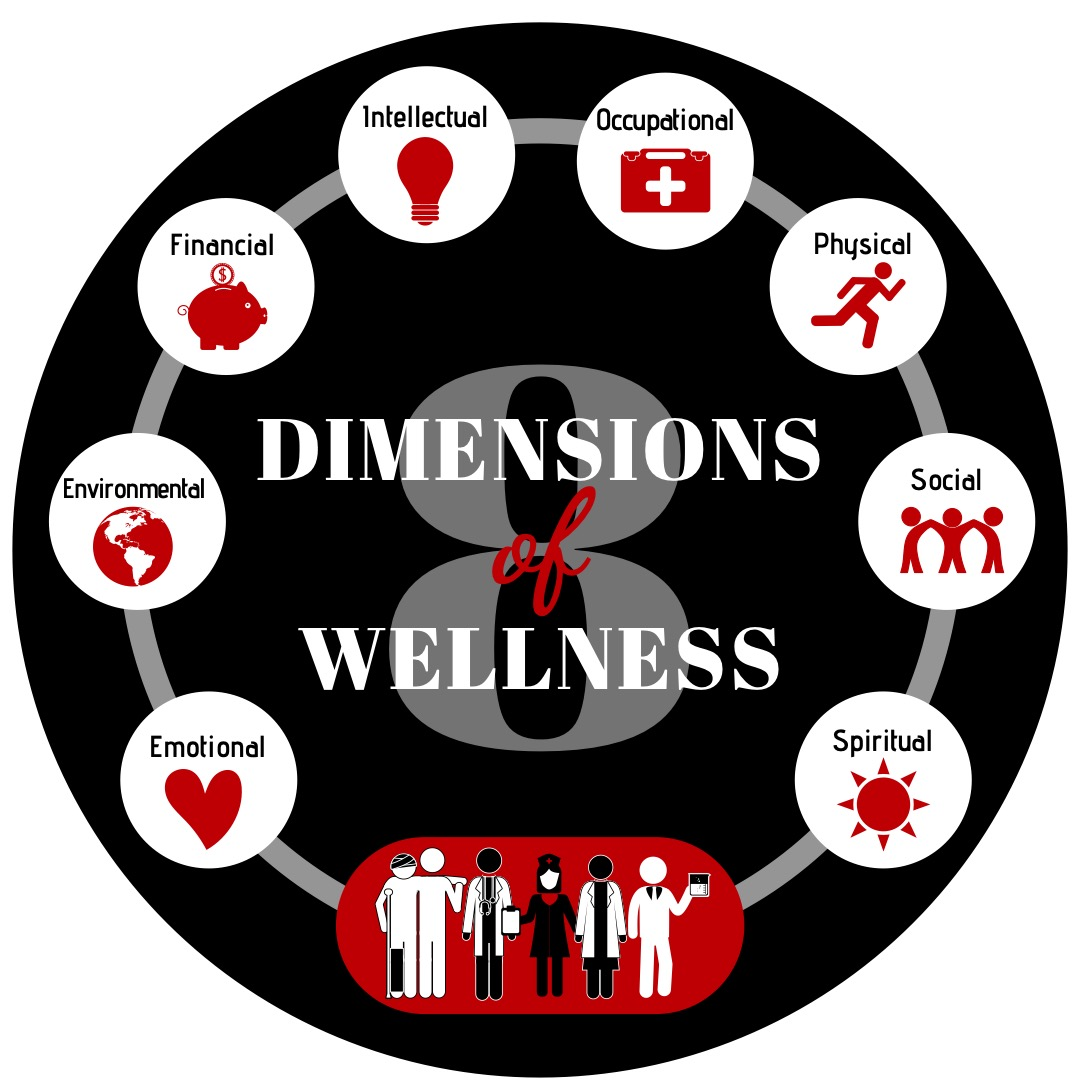 Intellectual
Occupational
Financial
$
Physical
8
DIMENSIONS
of
WELLNESS
Environmental
Social
Emotional
Spiritual